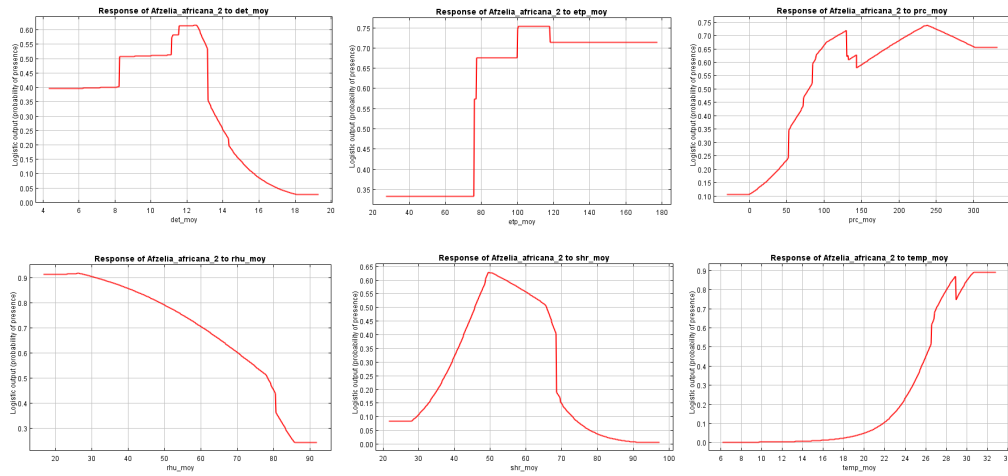 Response of Afzelia_africana_2 to det_moy
Logistic output (probability of presence)
0.60
0.55
0.50
0.45
0.40
0.35
0.30
0.25
0.20
0.15
0.10
0.05
0.00
4 6 8 10 12 14 16 18 20
det_moy
Response of Afzelia_africana_2 to etp_moy
Logistic output (probability of presence)
0.75
0.70
0.65
0.60
0.55
0.50
0.45
0.40
0.35
20 40 60 80 100 120 140 160 180
etp_moy
Response of Afzelia_africana_2 to prc_moy
Logistic output (probability of presence)
0.75
0.70
0.65
0.60
0.55
0.50
0.45
0.40
0.35
0.30
0.25
0.20
0.15
0.10
0 50 100 150 200 250 300
prc_moy
Response of Afzelia_africana_2 to rhu_moy
Logistic output (probability of presence)
0.9
0.8
0.7
0.6
0.5
0.4
0.3
20 30 40 50 60 70 80 90
rhu_moy
Response of Afzelia_africana_2 to shr_moy
Logistic output (probability of presence)
0.65
0.60
0.55
0.50
0.45
0.40
0.35
0.30
0.25
0.20
0.15
0.10
0.05
0.00
20 30 40 50 60 70 80 90 100
shr_moy
Response of Afzelia_africana_2 to temp_moy
Logistic output (probability of presence)
0.9
0.8
0.7
0.6
0.5
0.4
0.3
0.2
0.1
0.0
6 8 10 12 14 16 18 20 22 24 26 28 30 32 34
temp_moy